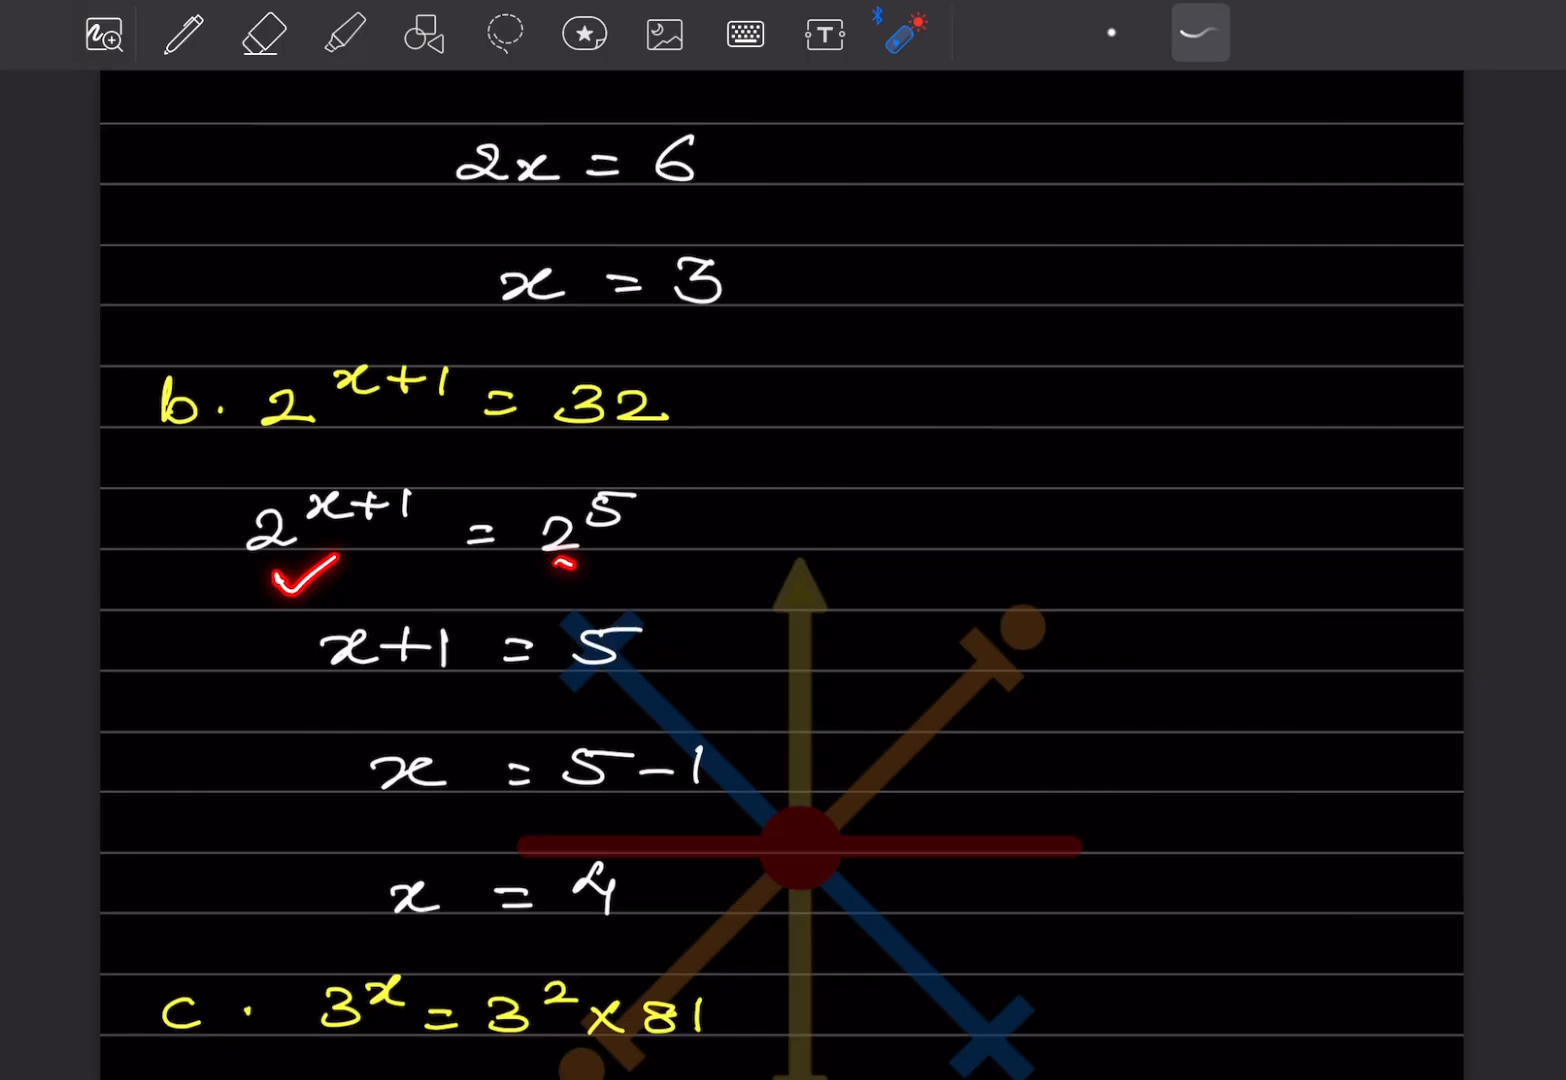 2x = 6
x = 3
b. 2^{x+1} = 32
2^{x+1} = 2^5
x+1 = 5
x = 5-1
x = 4
c. 3^x = 3^2 × 81